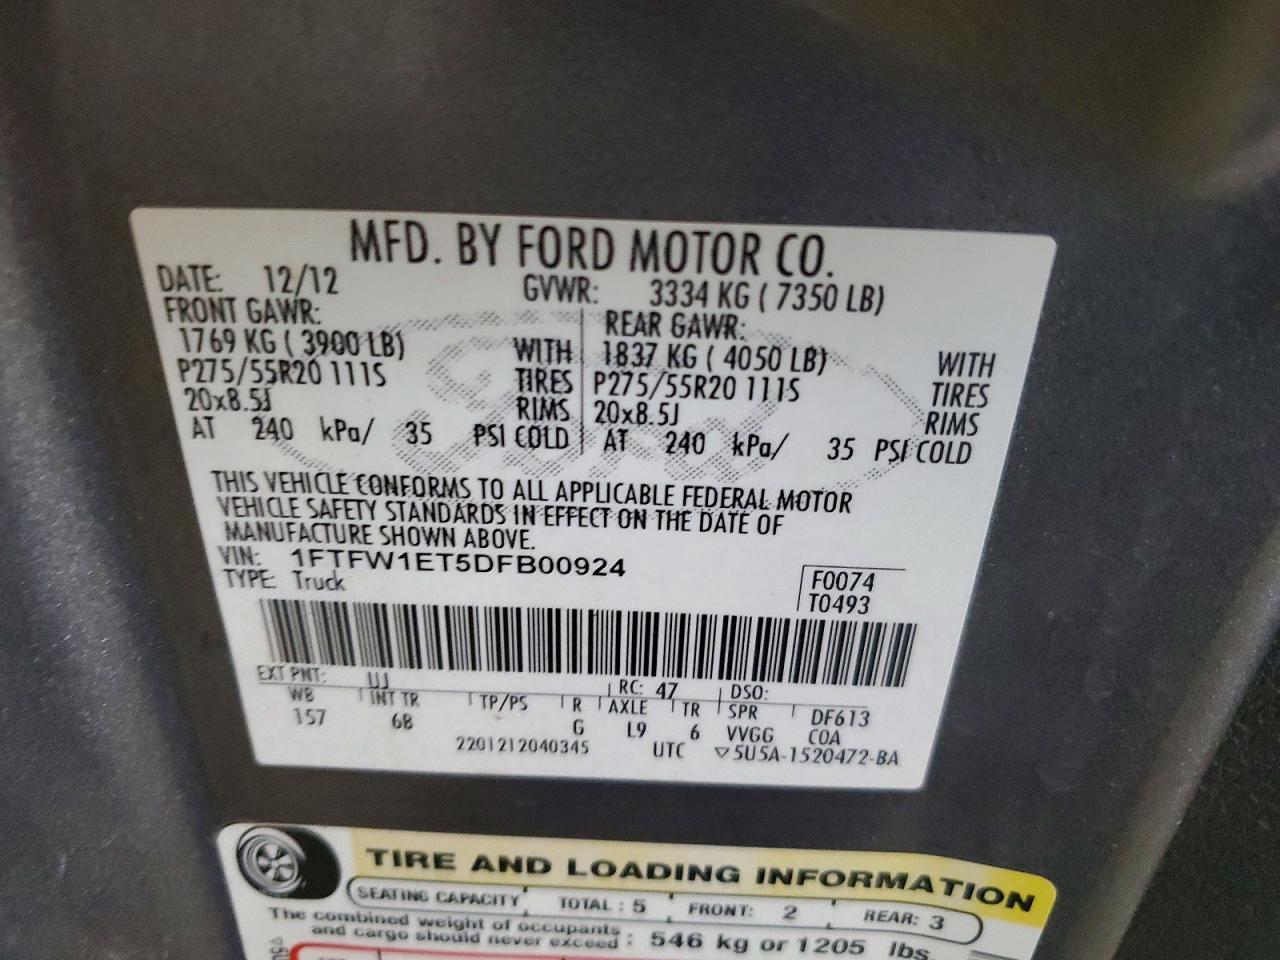 MFD. BY FORD MOTOR CO.
DATE: 12/12 GVWR: 3334 KG ( 7350 LB)
FRONT GAWR: REAR GAWR:
1769 KG ( 3900 LB) WITH 1837 KG ( 4050 LB) WITH
P275/55R20 111S TIRES P275/55R20 111S TIRES
20x8.5J RIMS 20x8.5J RIMS
AT 240 kPa/ 35 PSI COLD AT 240 kPa/ 35 PSI COLD
THIS VEHICLE CONFORMS TO ALL APPLICABLE FEDERAL MOTOR
VEHICLE SAFETY STANDARDS IN EFFECT ON THE DATE OF
MANUFACTURE SHOWN ABOVE.
VIN: 1FTFW1ET5DFB00924
TYPE: Truck
F0074
T0493
EXT PNT: UJ RC: 47 DSO:
WB INT TR TP/PS R AXLE TR SPR DF613
157 6B G L9 6 VVGG COA
2201212040345 UTC ▽5U5A-1520472-BA
TIRE AND LOADING INFORMATION
SEATING CAPACITY TOTAL : 5 FRONT: 2 REAR: 3
The combined weight of occupants
and cargo should never exceed : 546 kg or 1205 lbs.